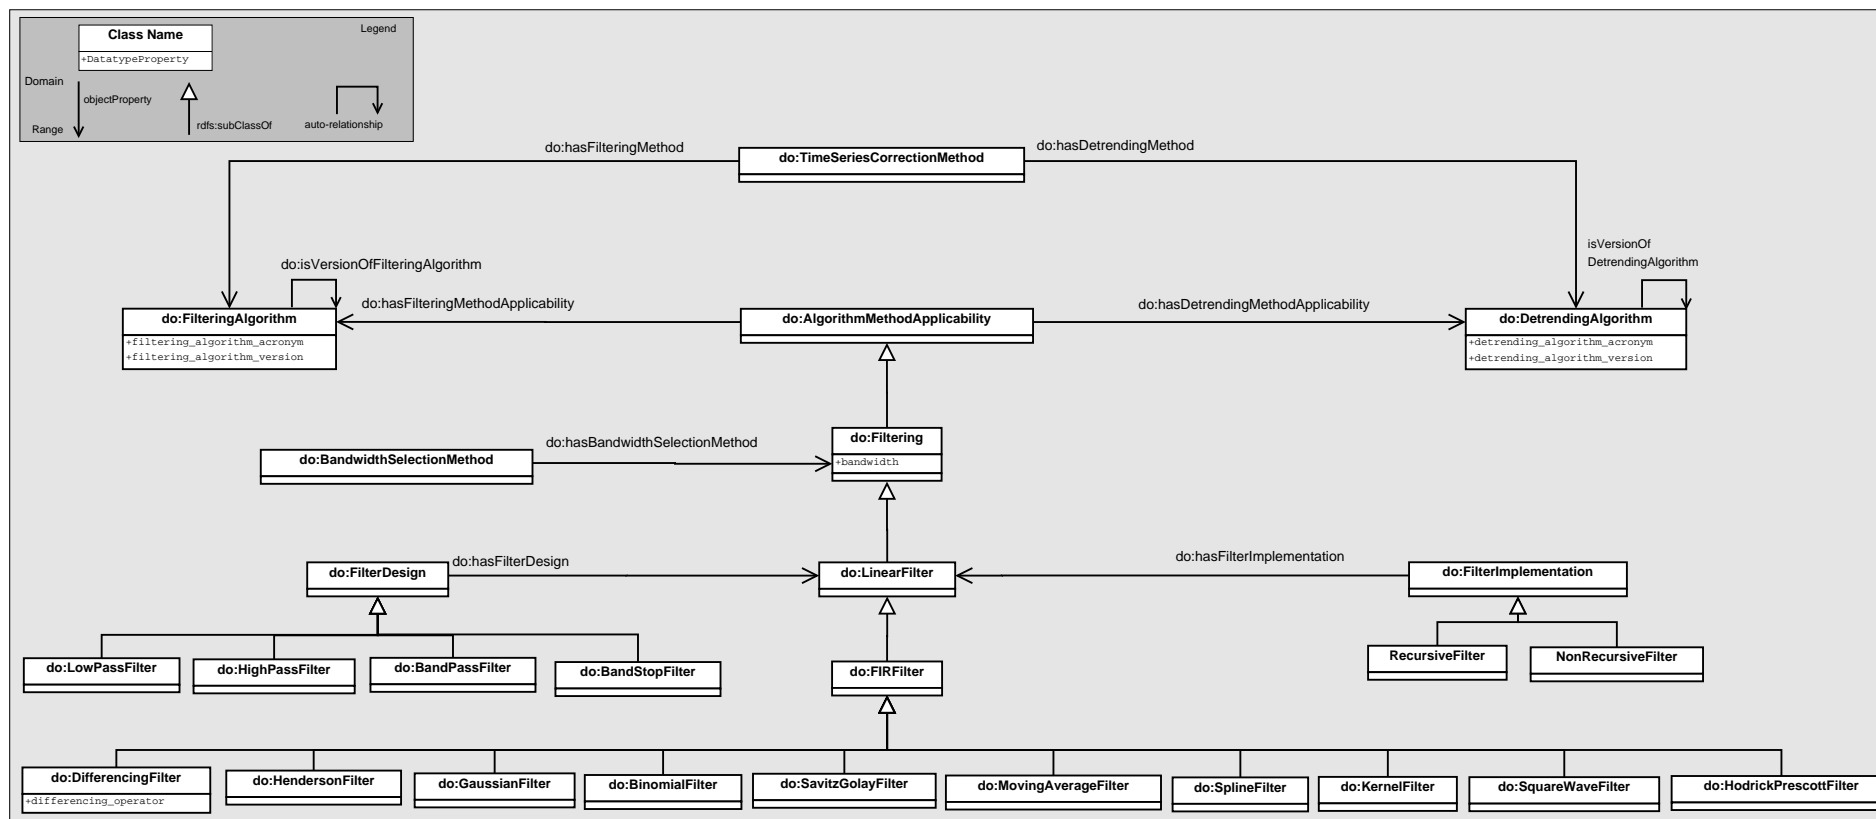 Class Name
Legend
+DatatypeProperty
Domain
objectProperty
Range
rdfs:subClassOf
auto-relationship
do:hasFilteringMethod
do:TimeSeriesCorrectionMethod
do:hasDetrendingMethod
do:isVersionOfFilteringAlgorithm
isVersionOf
DetrendingAlgorithm
do:hasFilteringMethodApplicability
do:hasDetrendingMethodApplicability
do:FilteringAlgorithm
+filtering_algorithm_acronym
+filtering_algorithm_version
do:AlgorithmMethodApplicability
do:DetrendingAlgorithm
+detrending_algorithm_acronym
+detrending_algorithm_version
do:hasBandwidthSelectionMethod
do:Filtering
+bandwidth
do:BandwidthSelectionMethod
do:FilterDesign
do:hasFilterDesign
do:LinearFilter
do:hasFilterImplementation
do:FilterImplementation
do:LowPassFilter
do:HighPassFilter
do:BandPassFilter
do:BandStopFilter
do:FIRFilter
RecursiveFilter
NonRecursiveFilter
do:DifferencingFilter
+differencing_operator
do:HendersonFilter
do:GaussianFilter
do:BinomialFilter
do:SavitzGolayFilter
do:MovingAverageFilter
do:SplineFilter
do:KernelFilter
do:SquareWaveFilter
do:HodrickPrescottFilter